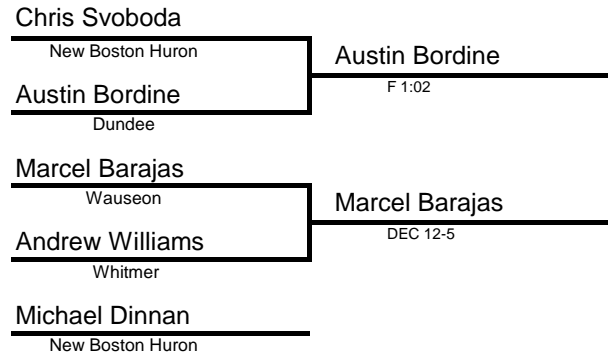 Chris Svoboda
New Boston Huron
Austin Bordine
F 1:02
Austin Bordine
Dundee
Marcel Barajas
Wauseon
Marcel Barajas
DEC 12-5
Andrew Williams
Whitmer
Michael Dinnan
New Boston Huron